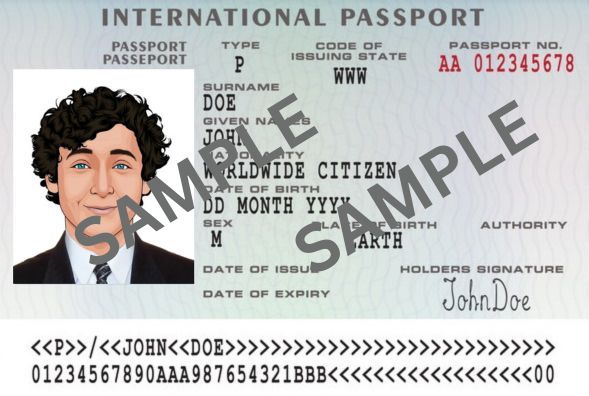 INTERNATIONAL PASSPORT
PASSPORT
PASSEPORT
TYPE
P
CODE OF
ISSUING STATE
WWW
PASSPORT NO.
AA 012345678
SURNAME
DOE
GIVEN NAMES
JOHN
NATIONALITY
WORLDWIDE CITIZEN
DATE OF BIRTH
DD MONTH YYYY
SEX
M
PLACE OF BIRTH
EARTH
AUTHORITY
DATE OF ISSUE
HOLDERS SIGNATURE
DATE OF EXPIRY
JohnDoe
SAMPLE
SAMPLE
<<P>>/<<JOHN<<DOE>>>>>>>>>>>>>>>>>>>>>>>>>>>>>>>
01234567890AAA987654321BBB<<<<<<<<<<<<<<<<<<<00